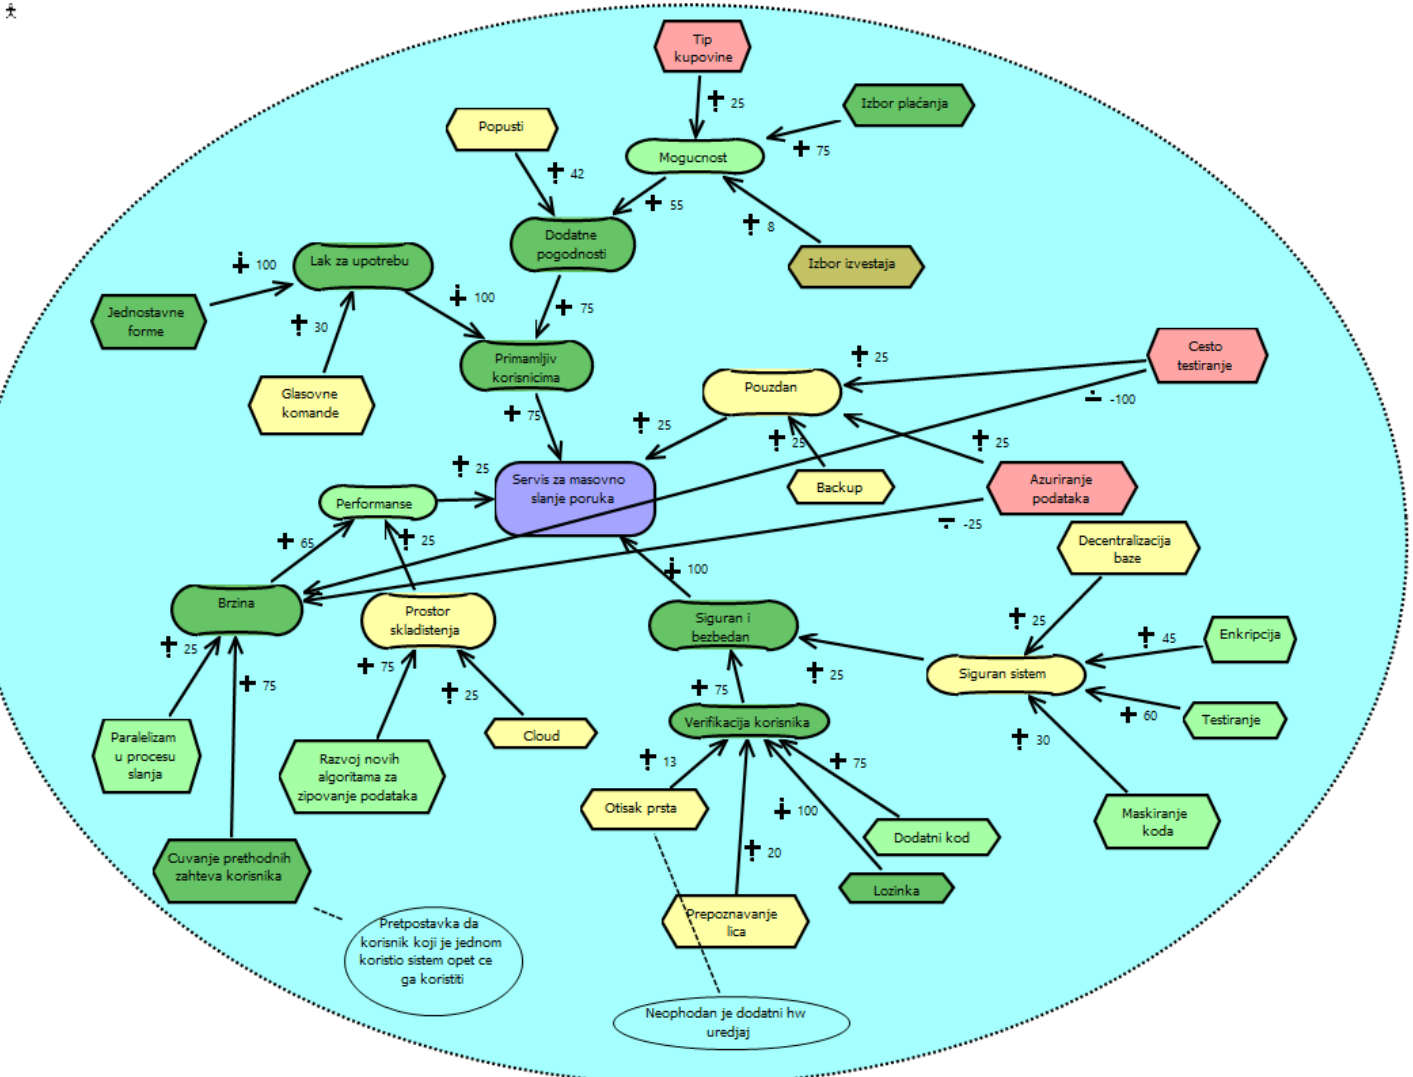 Tip
kupovine
25
Izbor plaćanja
75
Popusti
42
Mogucnost
55
8
Izbor izvestaja
Dodatne
pogodnosti
Lak za upotrebu
100
Jednostavne
forme
30
Glasovne
komande
100
75
Primamljiv
korisnicima
75
Cesto
testiranje
25
-100
Pouzdan
25
25
Backup
25
Azuriranje
podataka
-25
Servis za masovno
slanje poruka
25
Performanse
65
25
Brzina
Prostor
skladistenja
25
75
75
25
Paralelizam
u procesu
slanja
Razvoj novih
algoritama za
zipovanje podataka
Cloud
Cuvanje prethodnih
zahteva korisnika
Pretpostavka da
korisnik koji je jednom
koristio sistem opet ce
ga koristiti
100
Siguran i
bezbedan
25
75
Verifikacija korisnika
13
Otisak prsta
20
Prepoznavanje
lica
100
Lozinka
75
Dodatni kod
Neophodan je dodatni hw
uredjaj
Decentralizacija
baze
25
45
Enkripcija
Siguran sistem
60
Testiranje
30
Maskiranje
koda